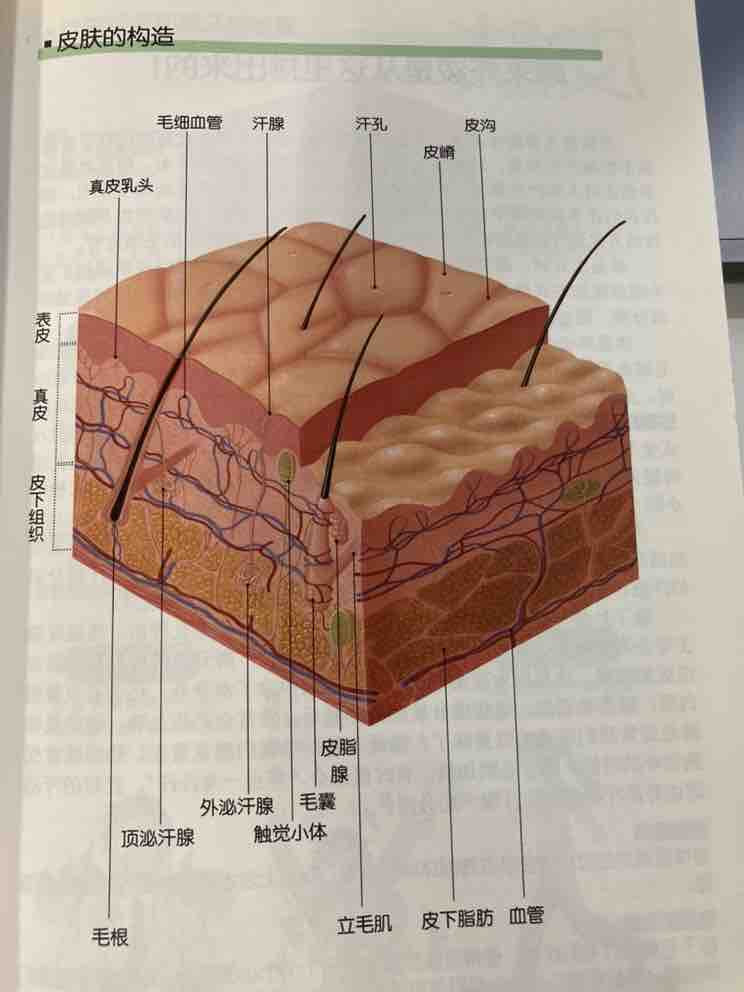 皮肤的构造
毛细血管
汗腺
汗孔
皮沟
皮嵴
真皮乳头
表皮
真皮
皮下组织
皮脂
腺
外泌汗腺
毛囊
顶泌汗腺
触觉小体
立毛肌
皮下脂肪
血管
毛根